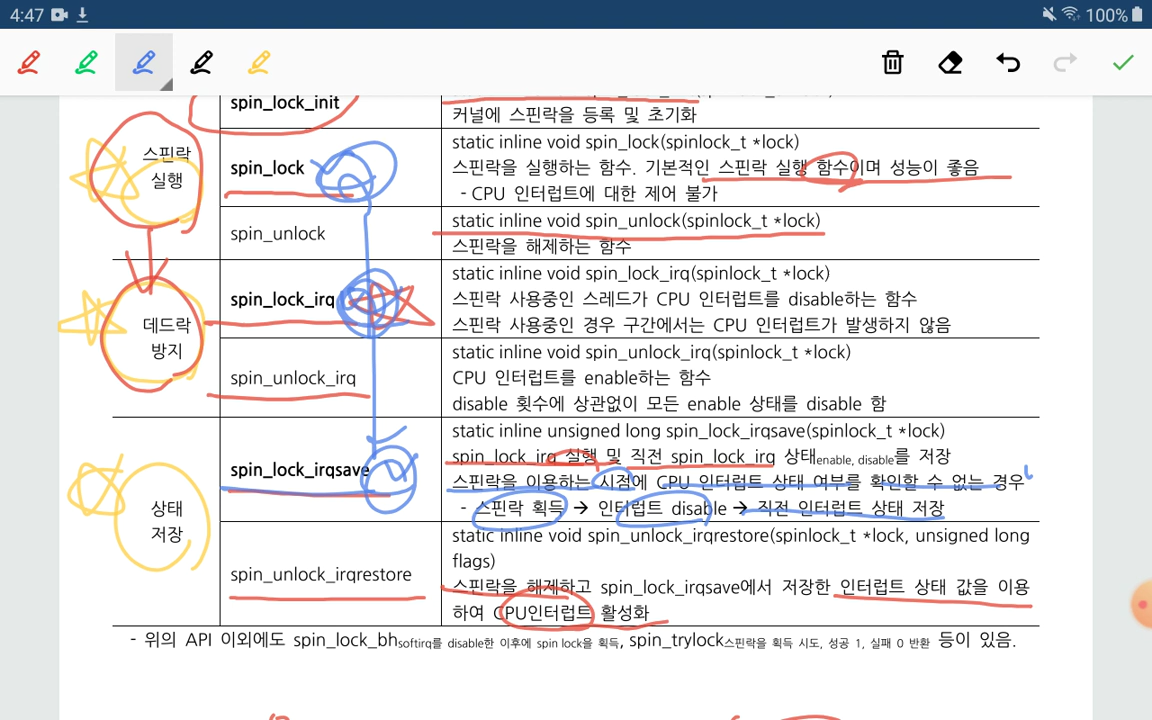 4:47
100%
spin_lock_init
커널에 스핀락을 등록 및 초기화
스핀락
실행
spin_lock
static inline void spin_lock(spinlock_t *lock)
스핀락을 실행하는 함수. 기본적인 스핀락 실행 함수이며 성능이 좋음
- CPU 인터럽트에 대한 제어 불가
spin_unlock
static inline void spin_unlock(spinlock_t *lock)
스핀락을 해제하는 함수
데드락
방지
spin_lock_irq
static inline void spin_lock_irq(spinlock_t *lock)
스핀락 사용중인 스레드가 CPU 인터럽트를 disable하는 함수
스핀락 사용중인 경우 구간에서는 CPU 인터럽트가 발생하지 않음
spin_unlock_irq
static inline void spin_unlock_irq(spinlock_t *lock)
CPU 인터럽트를 enable하는 함수
disable 횟수에 상관없이 모든 enable 상태를 disable 함
상태
저장
spin_lock_irqsave
static inline unsigned long spin_lock_irqsave(spinlock_t *lock)
spin_lock_irq 실행 및 직전 spin_lock_irq 상태enable, disable를 저장
스핀락을 이용하는 시점에 CPU 인터럽트 상태 여부를 확인할 수 없는 경우
- 스핀락 획득 → 인터럽트 disable → 직전 인터럽트 상태 저장
spin_unlock_irqrestore
static inline void spin_unlock_irqrestore(spinlock_t *lock, unsigned long
flags)
스핀락을 해제하고 spin_lock_irqsave에서 저장한 인터럽트 상태 값을 이용
하여 CPU인터럽트 활성화
- 위의 API 이외에도 spin_lock_bhsoftirq를 disable한 이후에 spin lock을 획득, spin_trylock스핀락을 획득 시도, 성공 1, 실패 0 반환 등이 있음.